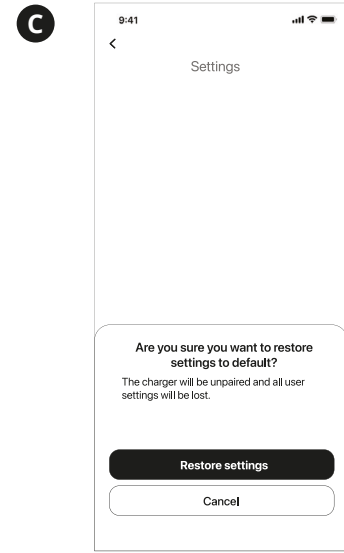 C
9:41
Settings
Are you sure you want to restore
settings to default?
The charger will be unpaired and all user
settings will be lost.
Restore settings
Cancel